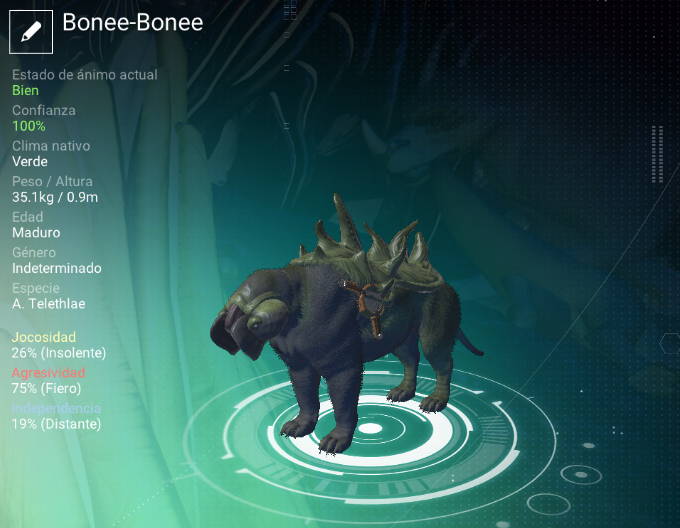 Bonee-Bonee
Estado de ánimo actual
Bien
Confianza
100%
Clima nativo
Verde
Peso / Altura
35.1kg / 0.9m
Edad
Maduro
Género
Indeterminado
Especie
A. Telethlae
Jocosidad
26% (Insolente)
Agresividad
75% (Fiero)
Independencia
19% (Distante)